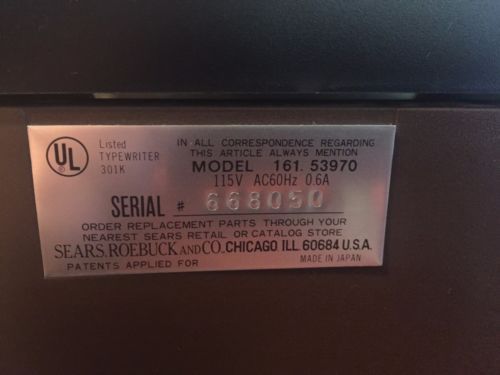 UL
Listed
TYPEWRITER
301K
IN ALL CORRESPONDENCE REGARDING
THIS ARTICLE ALWAYS MENTION
MODEL 161. 53970
115V AC60Hz 0.6A
SERIAL # 668050
ORDER REPLACEMENT PARTS THROUGH YOUR
NEAREST SEARS RETAIL OR CATALOG STORE
SEARS, ROEBUCK AND CO., CHICAGO ILL. 60684 U.S.A.
PATENTS APPLIED FOR
MADE IN JAPAN